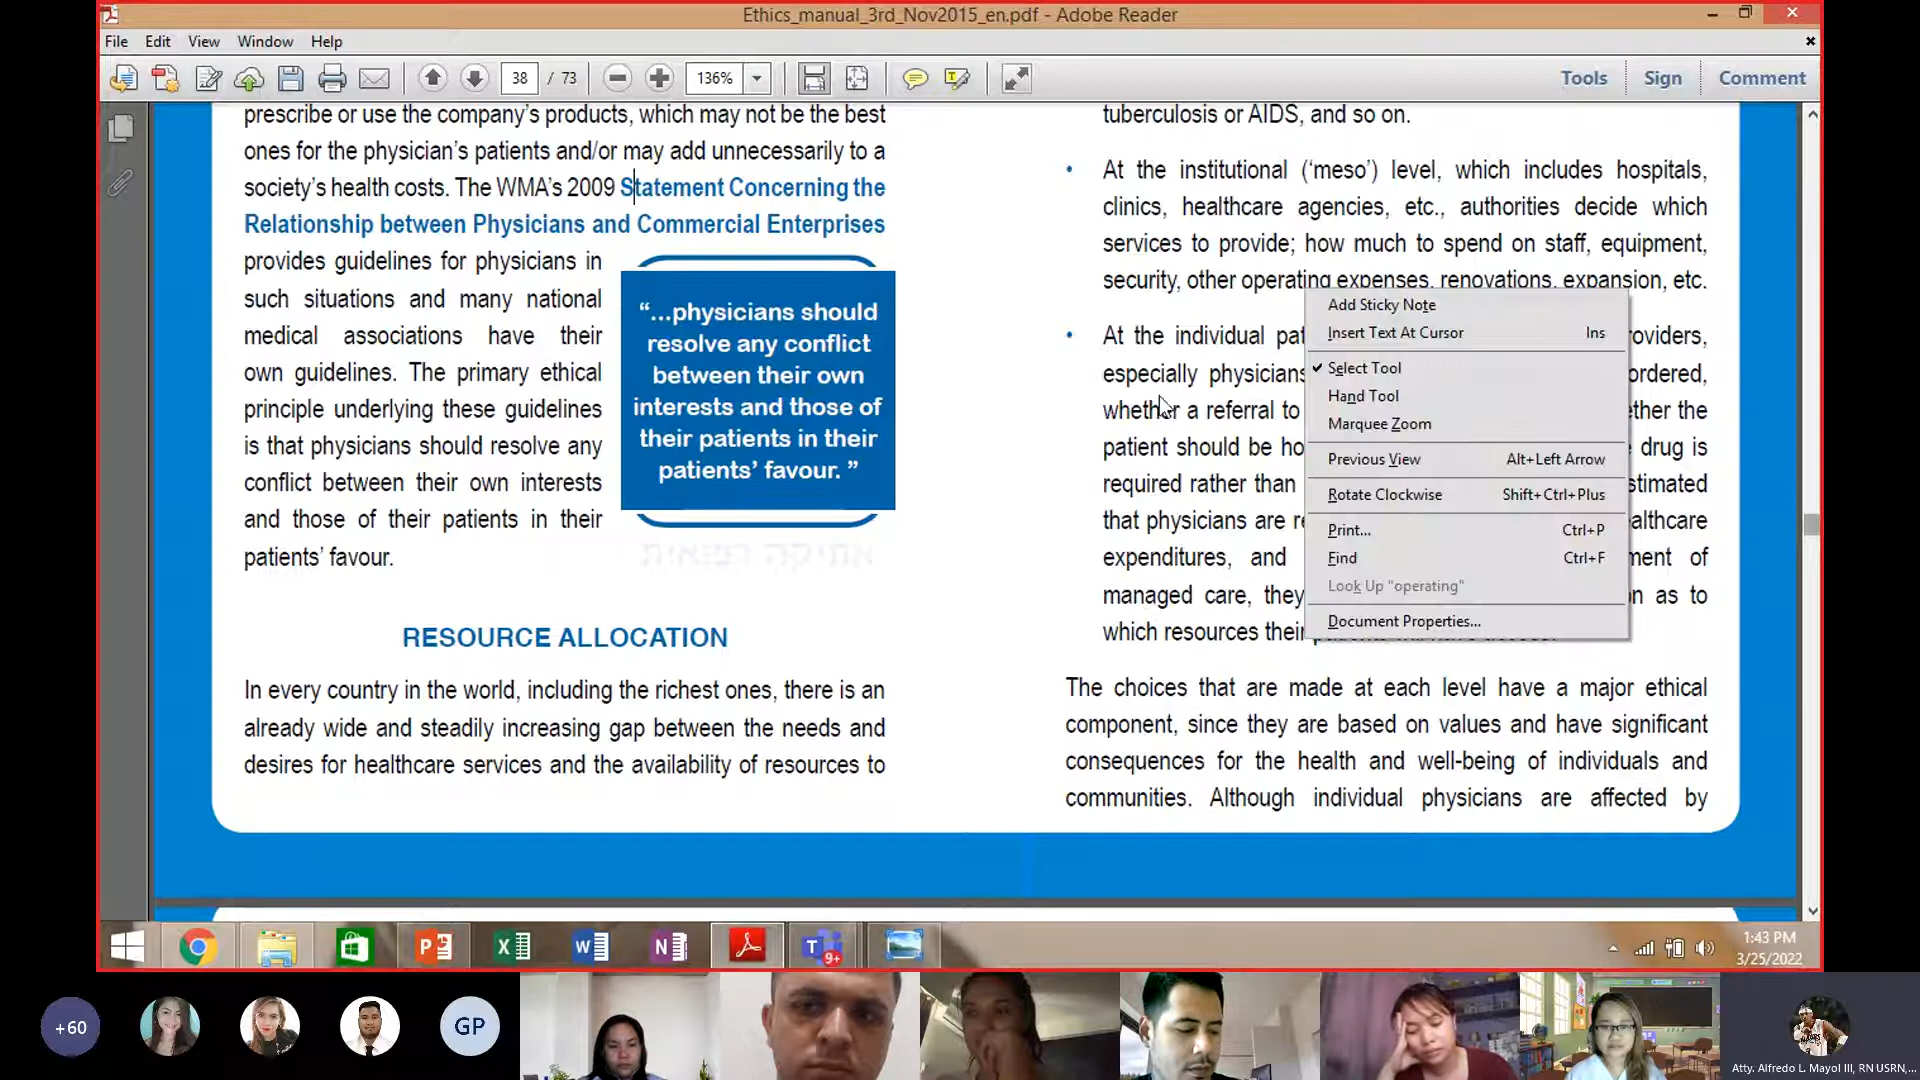 Ethics_manual_3rd_Nov2015_en.pdf - Adobe Reader
File Edit View Window Help
38 / 73 136% Tools Sign Comment
prescribe or use the company's products, which may not be the best
ones for the physician's patients and/or may add unnecessarily to a
society's health costs. The WMA's 2009 Statement Concerning the
Relationship between Physicians and Commercial Enterprises
provides guidelines for physicians in
such situations and many national
medical associations have their
own guidelines. The primary ethical
principle underlying these guidelines
is that physicians should resolve any
conflict between their own interests
and those of their patients in their
patients' favour.
“...physicians should
resolve any conflict
between their own
interests and those of
their patients in their
patients' favour. ”
אתיקה רפואית
RESOURCE ALLOCATION
In every country in the world, including the richest ones, there is an
already wide and steadily increasing gap between the needs and
desires for healthcare services and the availability of resources to
tuberculosis or AIDS, and so on.
• At the institutional (‘meso’) level, which includes hospitals,
clinics, healthcare agencies, etc., authorities decide which
services to provide; how much to spend on staff, equipment,
security, other operating expenses, renovations, expansion, etc.
• At the individual pat oviders,
especially physicians ordered,
whether a referral to ether the
patient should be ho drug is
required rather than stimated
that physicians are re althcare
expenditures, and ment of
managed care, they n as to
which resources their
The choices that are made at each level have a major ethical
component, since they are based on values and have significant
consequences for the health and well-being of individuals and
communities. Although individual physicians are affected by
Add Sticky Note
Insert Text At Cursor Ins
Select Tool
Hand Tool
Marquee Zoom
Previous View Alt+Left Arrow
Rotate Clockwise Shift+Ctrl+Plus
Print... Ctrl+P
Find Ctrl+F
Look Up "operating"
Document Properties...
9+
1:43 PM
3/25/2022
+60
GP
Atty. Alfredo L. Mayol III, RN USRN,...